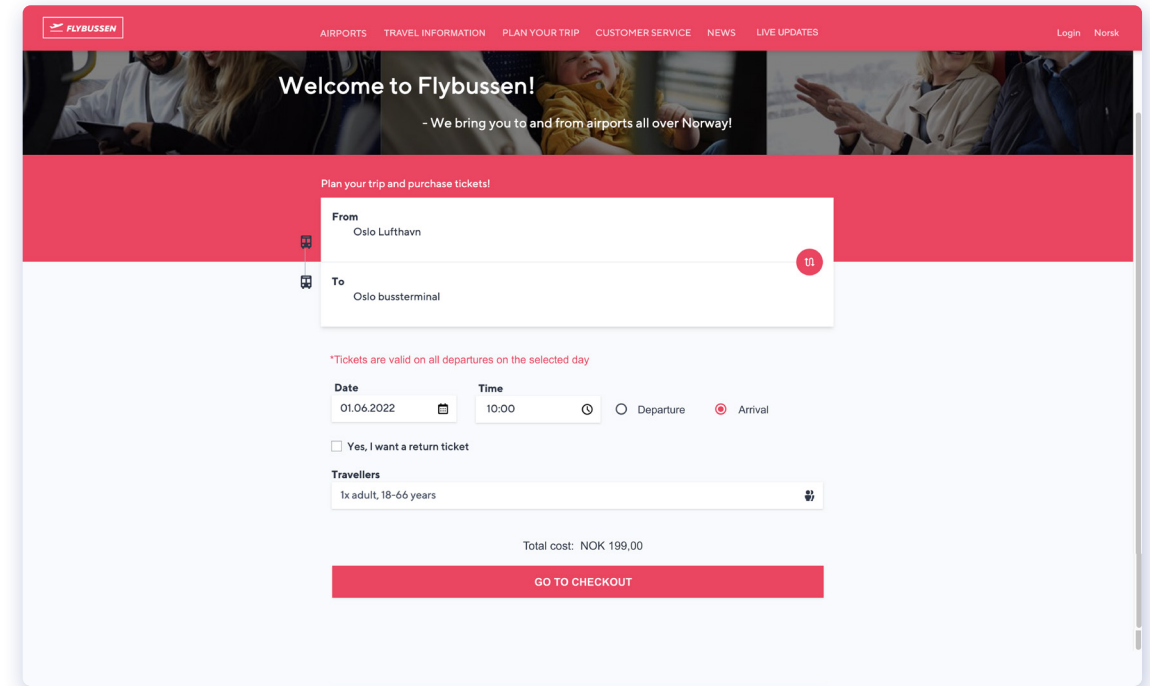 FLYBUSSEN
AIRPORTS TRAVEL INFORMATION PLAN YOUR TRIP CUSTOMER SERVICE NEWS LIVE UPDATES Login Norsk
Welcome to Flybussen!
- We bring you to and from airports all over Norway!
Plan your trip and purchase tickets!
From
Oslo Lufthavn
To
Oslo bussterminal
*Tickets are valid on all departures on the selected day
Date Time
01.06.2022 10:00 Departure Arrival
Yes, I want a return ticket
Travellers
1x adult, 18-66 years
Total cost: NOK 199,00
GO TO CHECKOUT